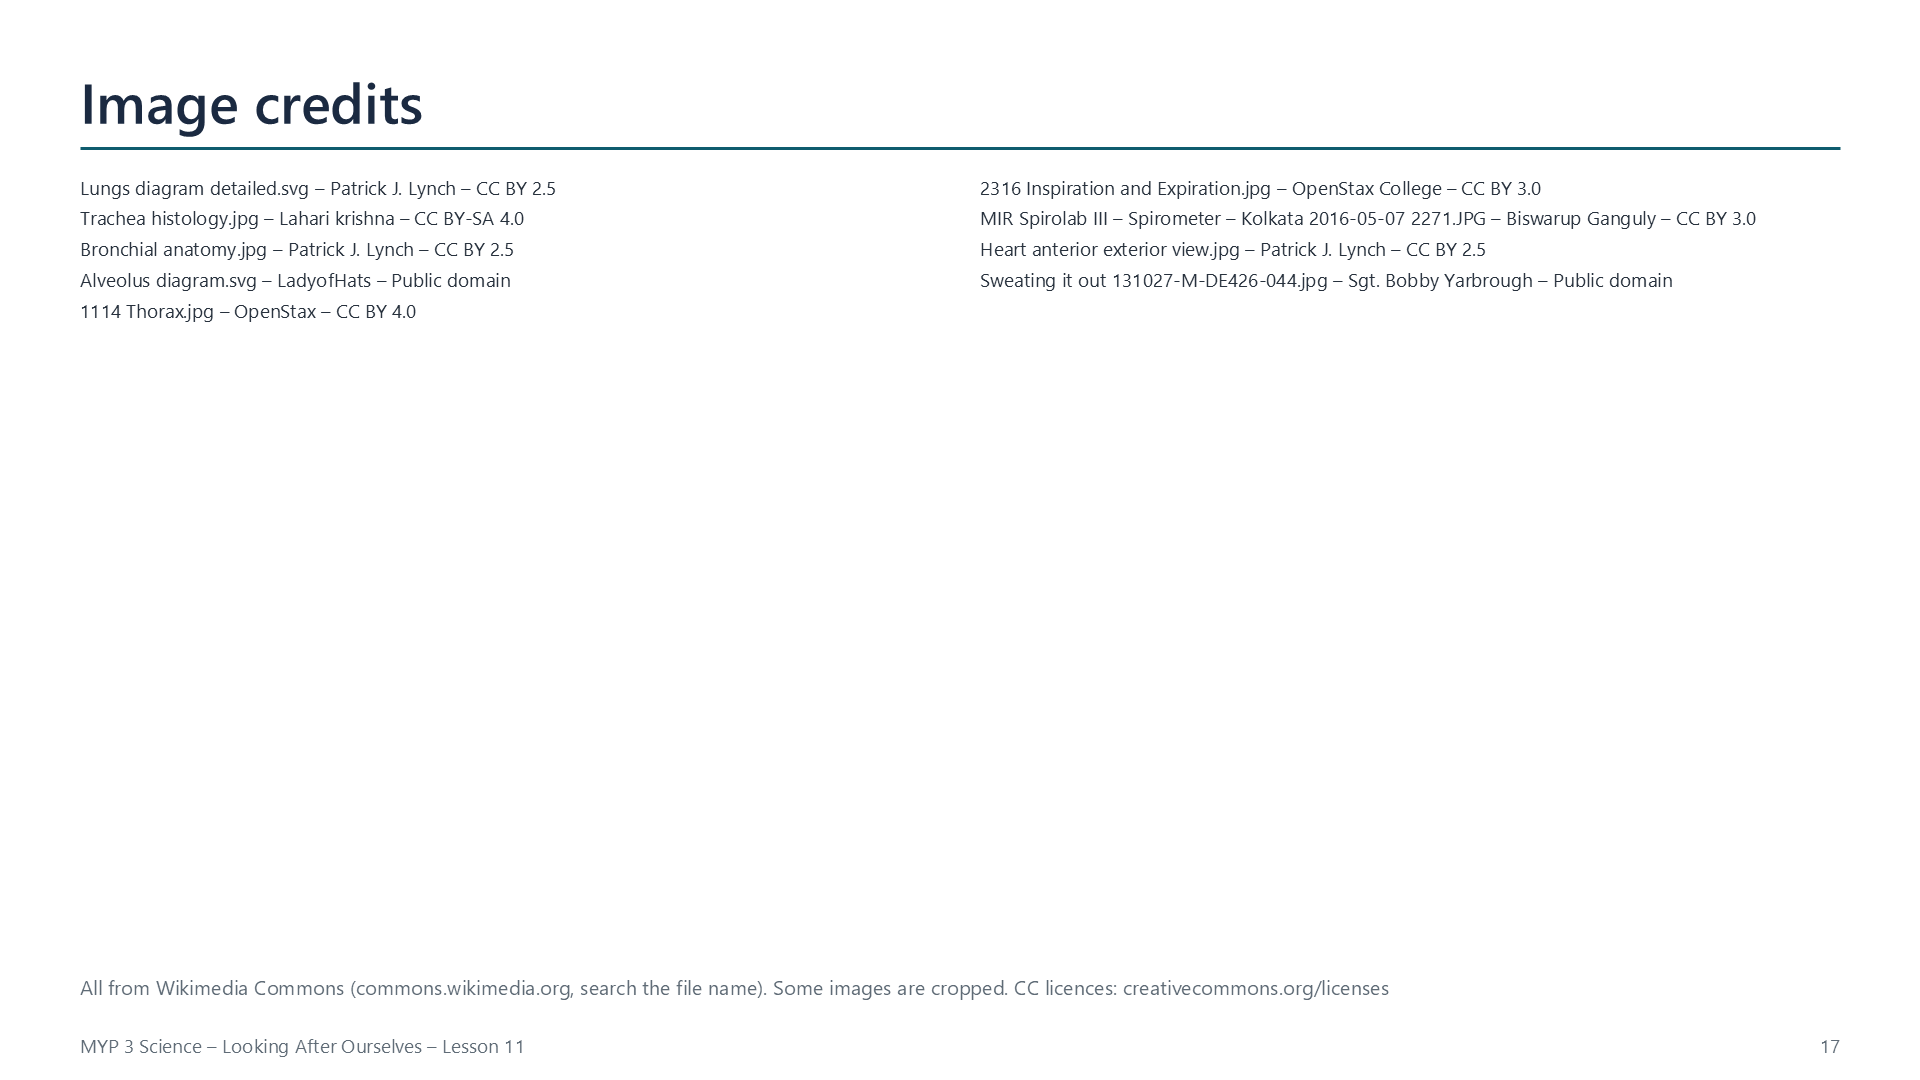 Image credits
Lungs diagram detailed.svg – Patrick J. Lynch – CC BY 2.5
Trachea histology.jpg – Lahari krishna – CC BY-SA 4.0
Bronchial anatomy.jpg – Patrick J. Lynch – CC BY 2.5
Alveolus diagram.svg – LadyofHats – Public domain
1114 Thorax.jpg – OpenStax – CC BY 4.0
2316 Inspiration and Expiration.jpg – OpenStax College – CC BY 3.0
MIR Spirolab III – Spirometer – Kolkata 2016-05-07 2271.JPG – Biswarup Ganguly – CC BY 3.0
Heart anterior exterior view.jpg – Patrick J. Lynch – CC BY 2.5
Sweating it out 131027-M-DE426-044.jpg – Sgt. Bobby Yarbrough – Public domain
All from Wikimedia Commons (commons.wikimedia.org, search the file name). Some images are cropped. CC licences: creativecommons.org/licenses
MYP 3 Science – Looking After Ourselves – Lesson 11
17